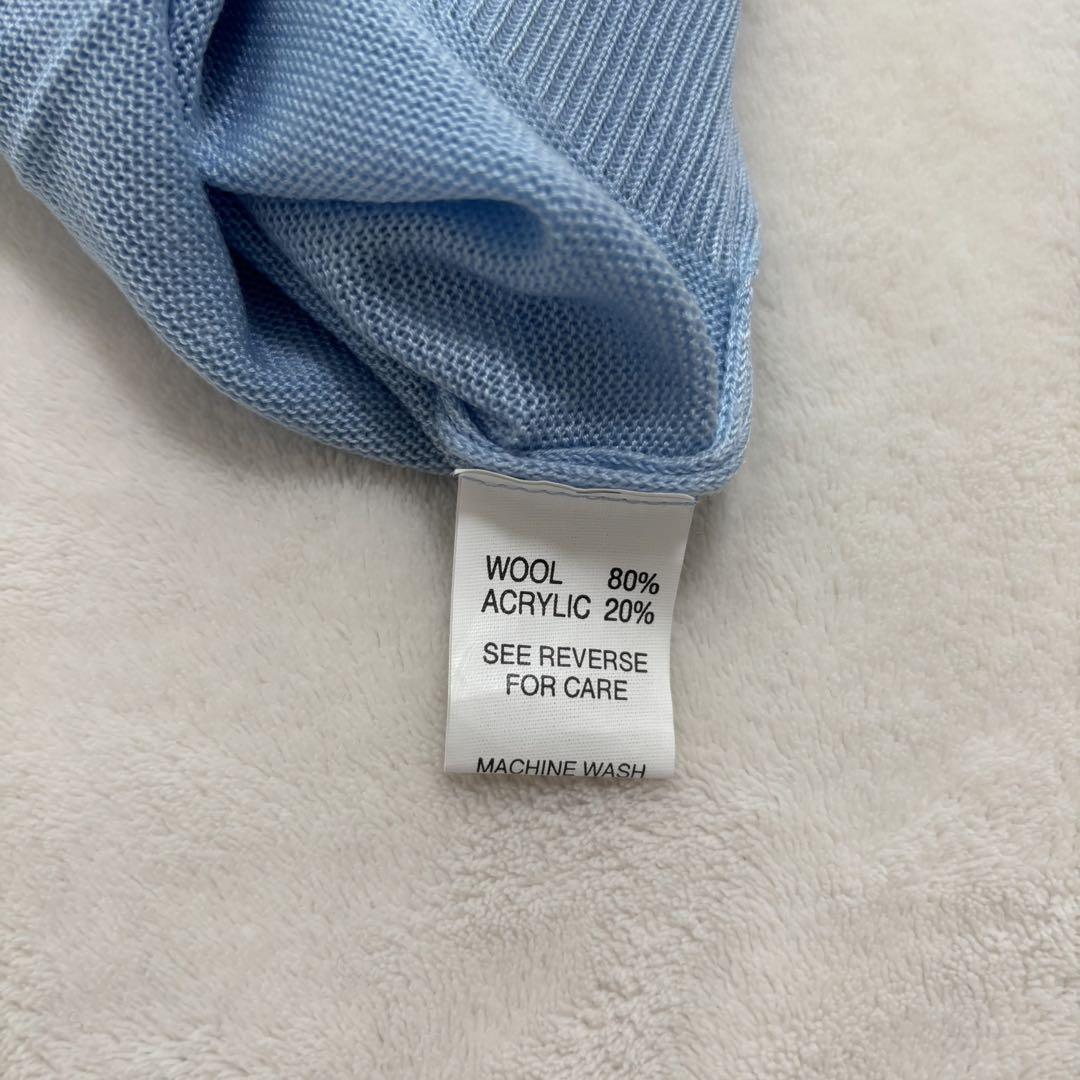 WOOL 80%
ACRYLIC 20%
SEE REVERSE
FOR CARE
MACHINE WASH